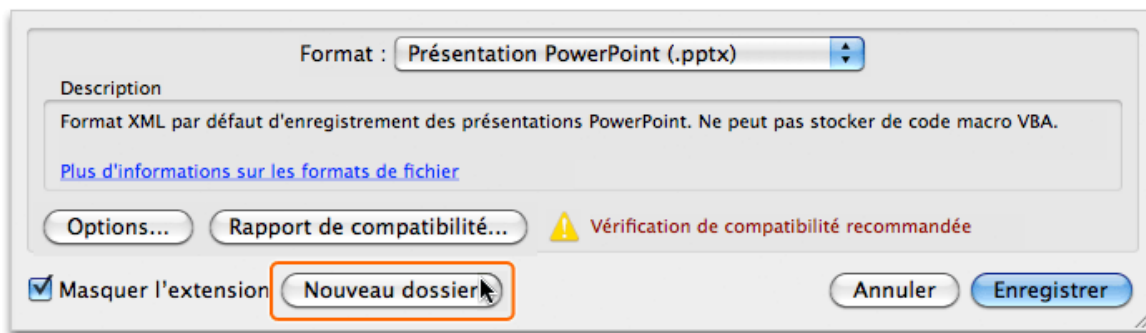 Format : Présentation PowerPoint (.pptx)
Description
Format XML par défaut d'enregistrement des présentations PowerPoint. Ne peut pas stocker de code macro VBA.
Plus d'informations sur les formats de fichier
Options... Rapport de compatibilité... Vérification de compatibilité recommandée
Masquer l'extension Nouveau dossier Annuler Enregistrer